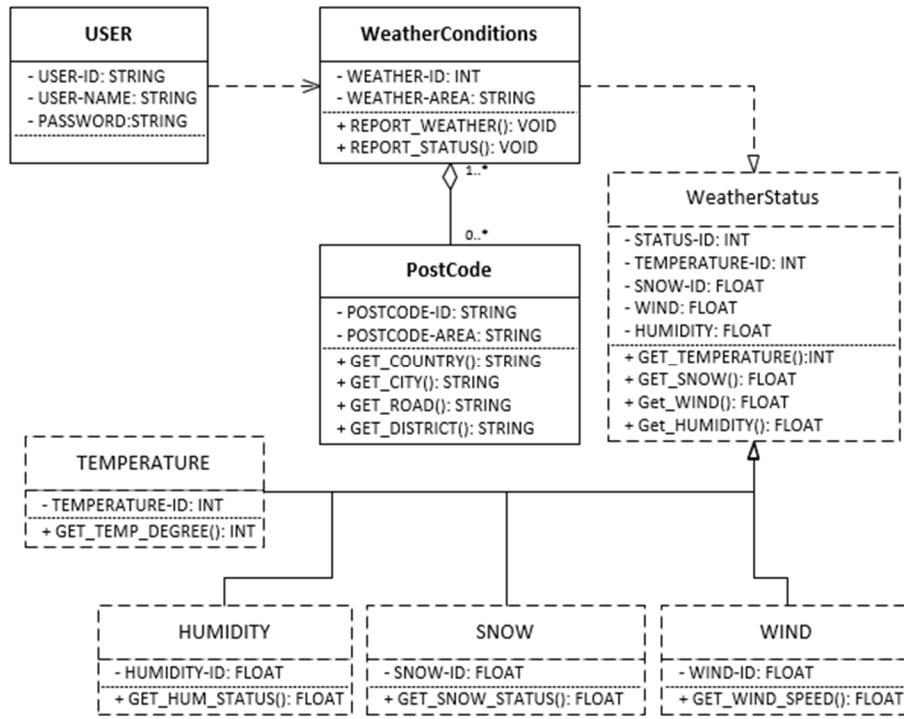 USER
- USER-ID: STRING
- USER-NAME: STRING
- PASSWORD:STRING
WeatherConditions
- WEATHER-ID: INT
- WEATHER-AREA: STRING
+ REPORT_WEATHER(): VOID
+ REPORT_STATUS(): VOID
1..*
0..*
PostCode
- POSTCODE-ID: STRING
- POSTCODE-AREA: STRING
+ GET_COUNTRY(): STRING
+ GET_CITY(): STRING
+ GET_ROAD(): STRING
+ GET_DISTRICT(): STRING
WeatherStatus
- STATUS-ID: INT
- TEMPERATURE-ID: INT
- SNOW-ID: FLOAT
- WIND: FLOAT
- HUMIDITY: FLOAT
+ GET_TEMPERATURE():INT
+ GET_SNOW(): FLOAT
+ Get_WIND(): FLOAT
+ Get_HUMIDITY(): FLOAT
TEMPERATURE
- TEMPERATURE-ID: INT
+ GET_TEMP_DEGREE(): INT
HUMIDITY
- HUMIDITY-ID: FLOAT
+ GET_HUM_STATUS(): FLOAT
SNOW
- SNOW-ID: FLOAT
+ GET_SNOW_STATUS(): FLOAT
WIND
- WIND-ID: FLOAT
+ GET_WIND_SPEED(): FLOAT